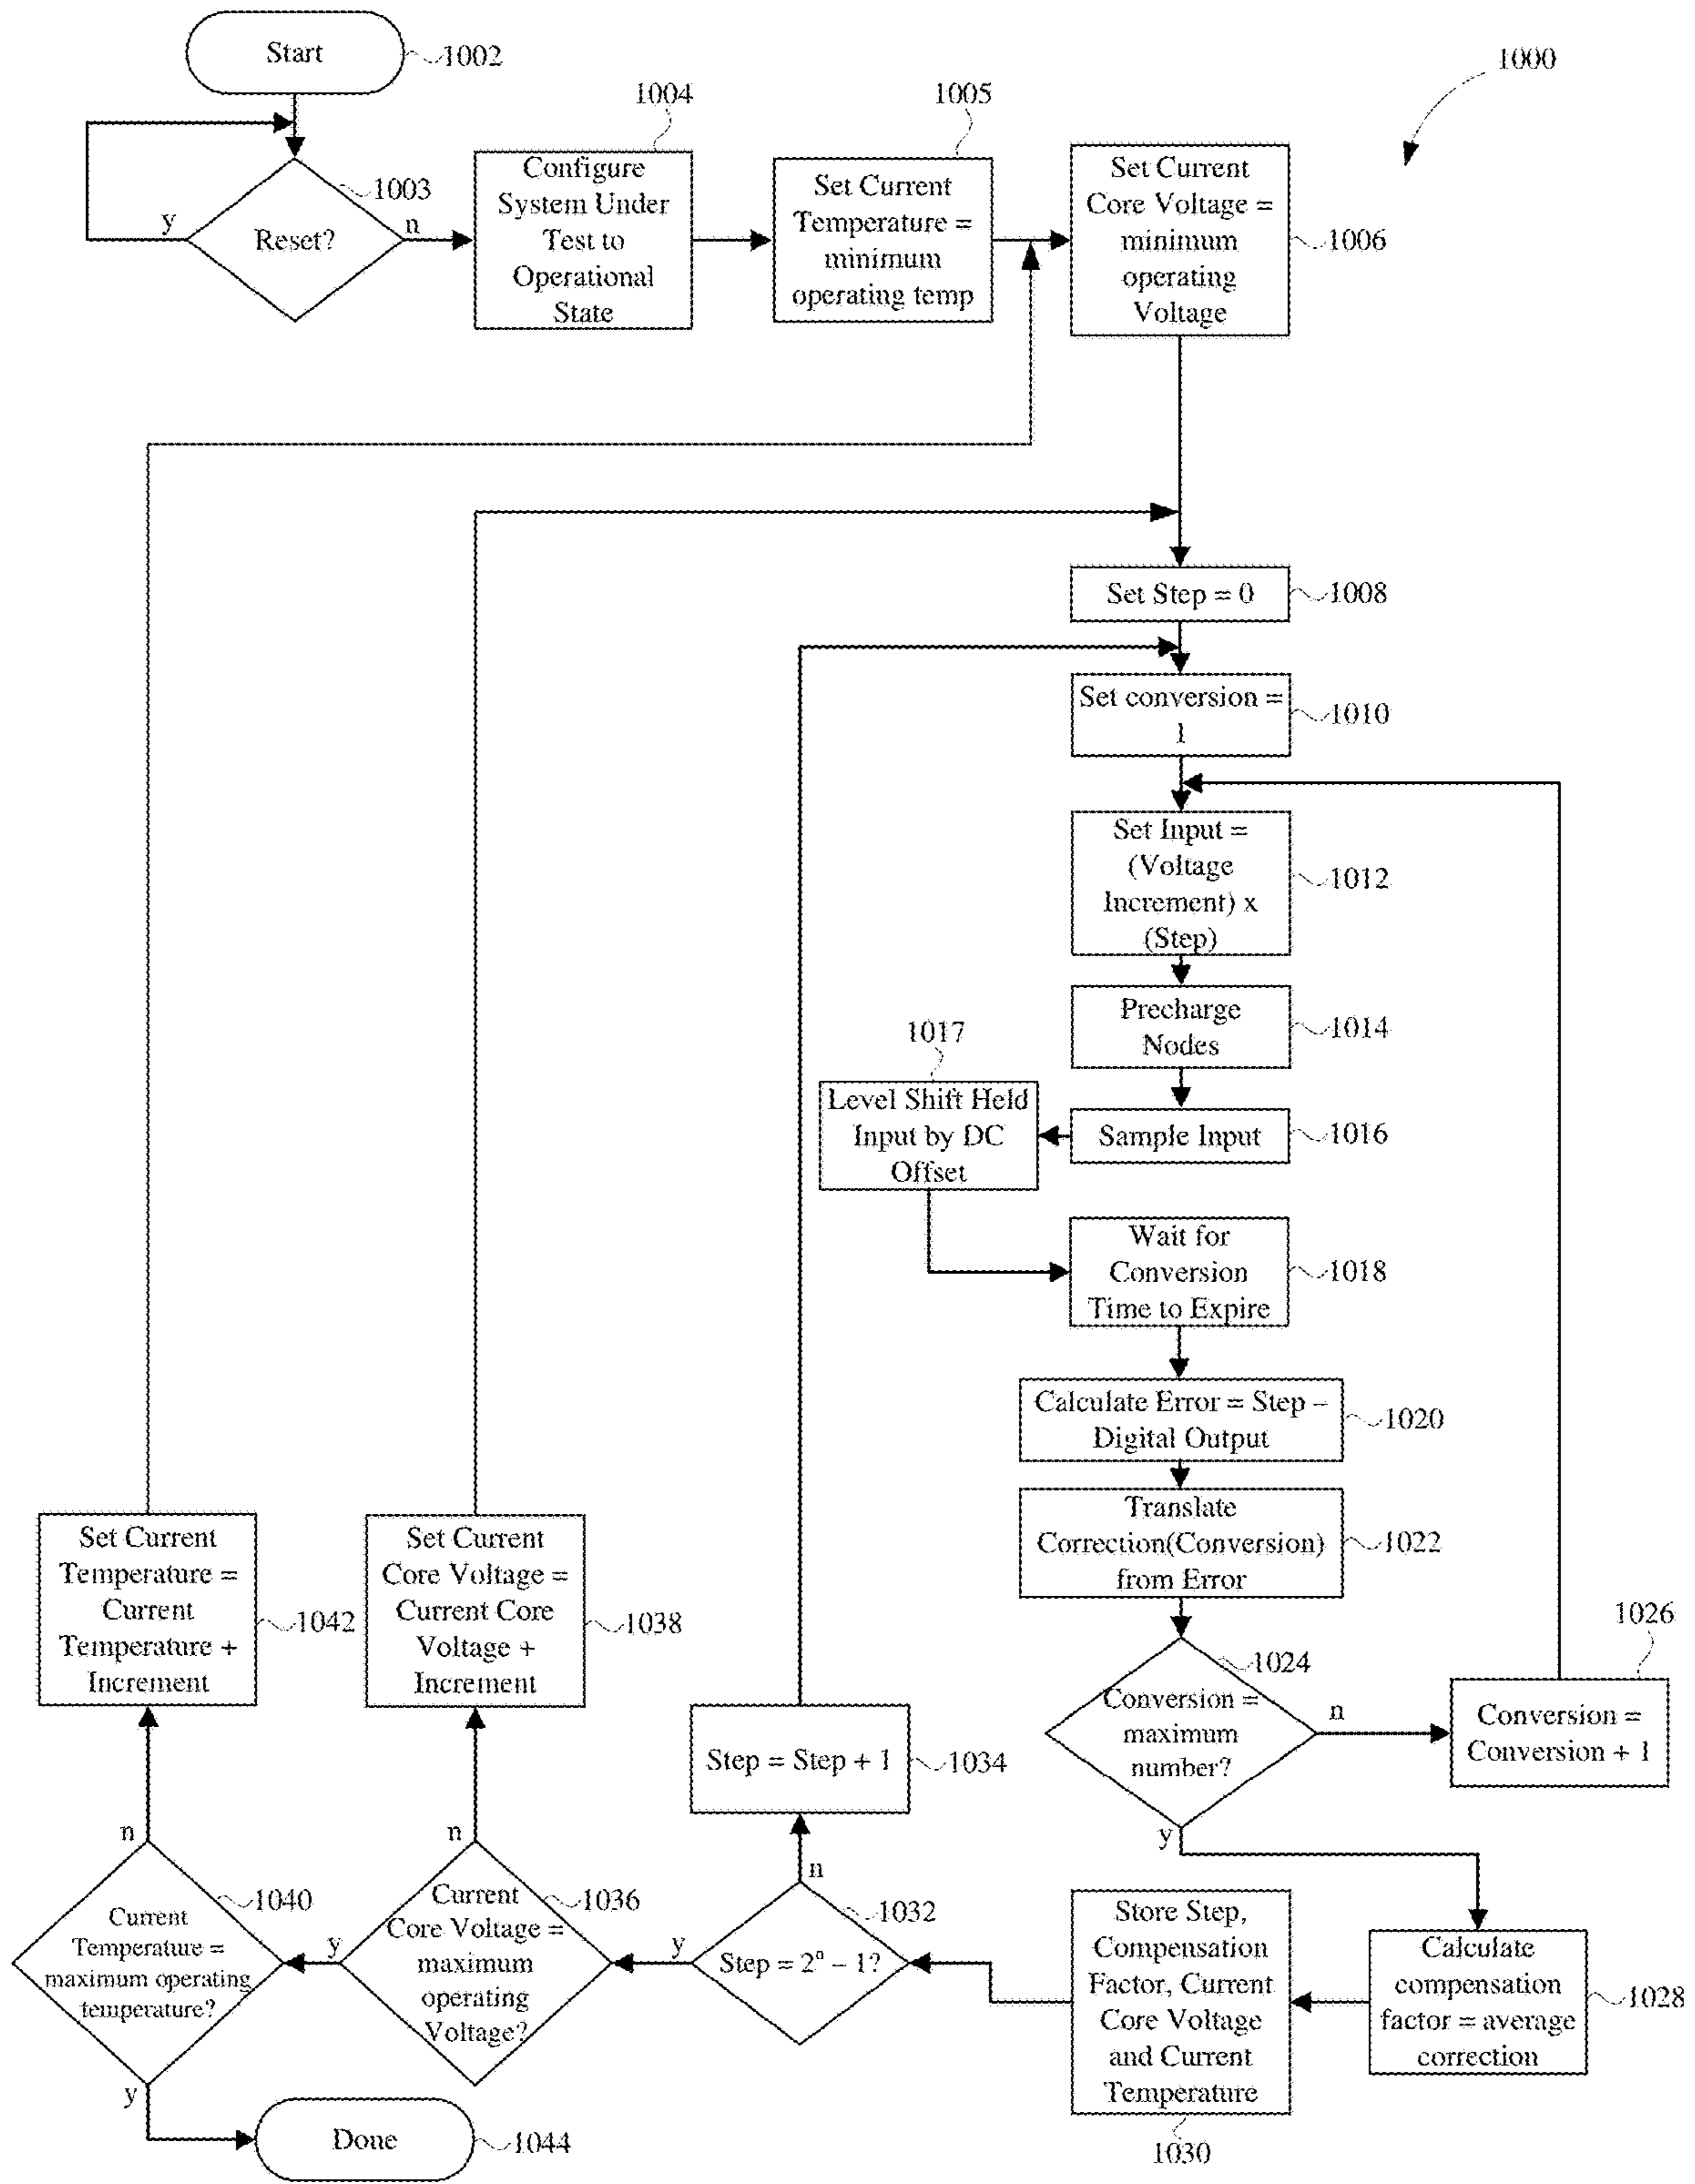 Start
1002
1000
1004
1005
1003
y
Reset?
n
Configure
System Under
Test to
Operational
State
Set Current
Temperature =
minimum
operating temp
Set Current
Core Voltage =
minimum
operating
Voltage
1006
Set Step = 0
1008
Set conversion =
1
1010
Set Input =
(Voltage
Increment) x
(Step)
1012
Precharge
Nodes
1014
1017
Level Shift Held
Input by DC
Offset
Sample Input
1016
Wait for
Conversion
Time to Expire
1018
Calculate Error = Step –
Digital Output
1020
Translate
Correction(Conversion)
from Error
1022
1024
Conversion =
maximum
number?
n
y
1026
Conversion =
Conversion + 1
Calculate
compensation
factor = average
correction
1028
Store Step,
Compensation
Factor, Current
Core Voltage
and Current
Temperature
1030
1032
Step = 2ⁿ – 1?
n
y
Step = Step + 1
1034
1036
Current
Core Voltage =
maximum
operating
Voltage?
n
y
Set Current
Core Voltage =
Current Core
Voltage +
Increment
1038
1040
Current
Temperature =
maximum operating
temperature?
n
y
Set Current
Temperature =
Current
Temperature +
Increment
1042
Done
1044